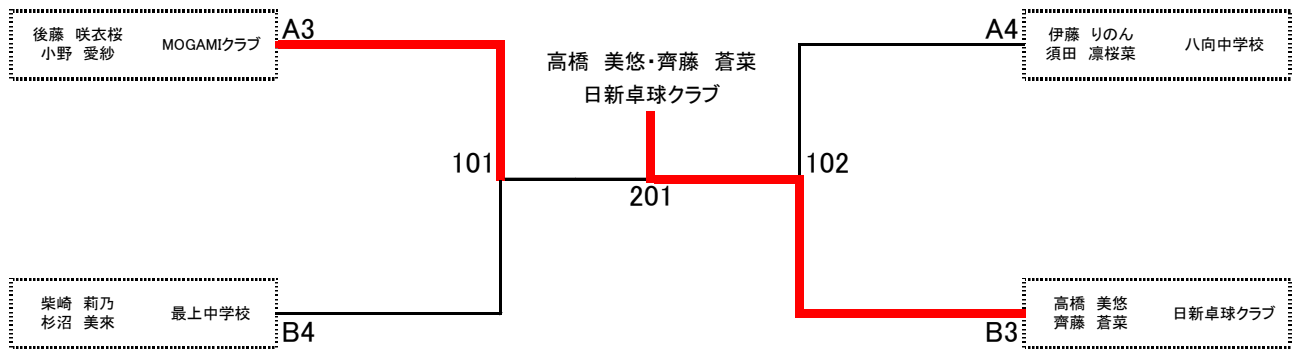 後藤 咲衣桜
小野 愛紗
MOGAMIクラブ
A3
高橋 美悠・齊藤 蒼菜
日新卓球クラブ
A4
伊藤 りのん
須田 凛桜菜
八向中学校
101
201
102
柴崎 莉乃
杉沼 美來
最上中学校
B4
B3
高橋 美悠
齊藤 蒼菜
日新卓球クラブ